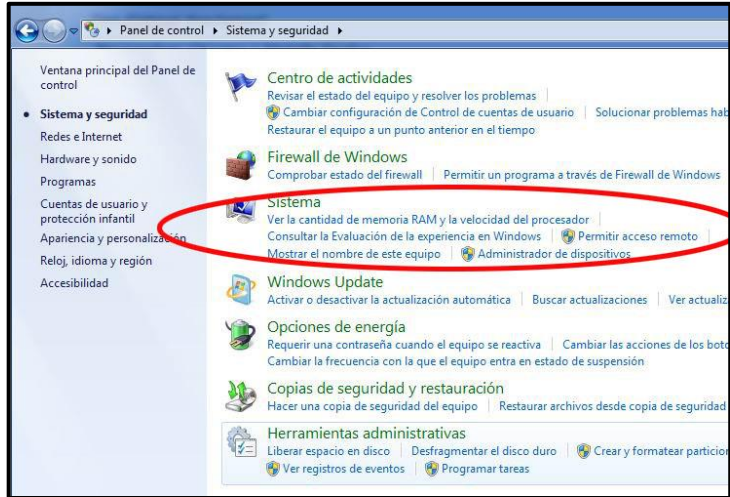 Panel de control Sistema y seguridad
Ventana principal del Panel de
control
Sistema y seguridad
Redes e Internet
Hardware y sonido
Programas
Cuentas de usuario y
protección infantil
Apariencia y personalización
Reloj, idioma y región
Accesibilidad
Centro de actividades
Revisar el estado del equipo y resolver los problemas
Cambiar configuración de Control de cuentas de usuario Solucionar problemas hab
Restaurar el equipo a un punto anterior en el tiempo
Firewall de Windows
Comprobar estado del firewall Permitir un programa a través de Firewall de Windows
Sistema
Ver la cantidad de memoria RAM y la velocidad del procesador
Consultar la Evaluación de la experiencia en Windows Permitir acceso remoto
Mostrar el nombre de este equipo Administrador de dispositivos
Windows Update
Activar o desactivar la actualización automática Buscar actualizaciones Ver actualiz
Opciones de energía
Requerir una contraseña cuando el equipo se reactiva Cambiar las acciones de los boto
Cambiar la frecuencia con la que el equipo entra en estado de suspensión
Copias de seguridad y restauración
Hacer una copia de seguridad del equipo Restaurar archivos desde copia de seguridad
Herramientas administrativas
Liberar espacio en disco Desfragmentar el disco duro Crear y formatear particion
Ver registros de eventos Programar tareas